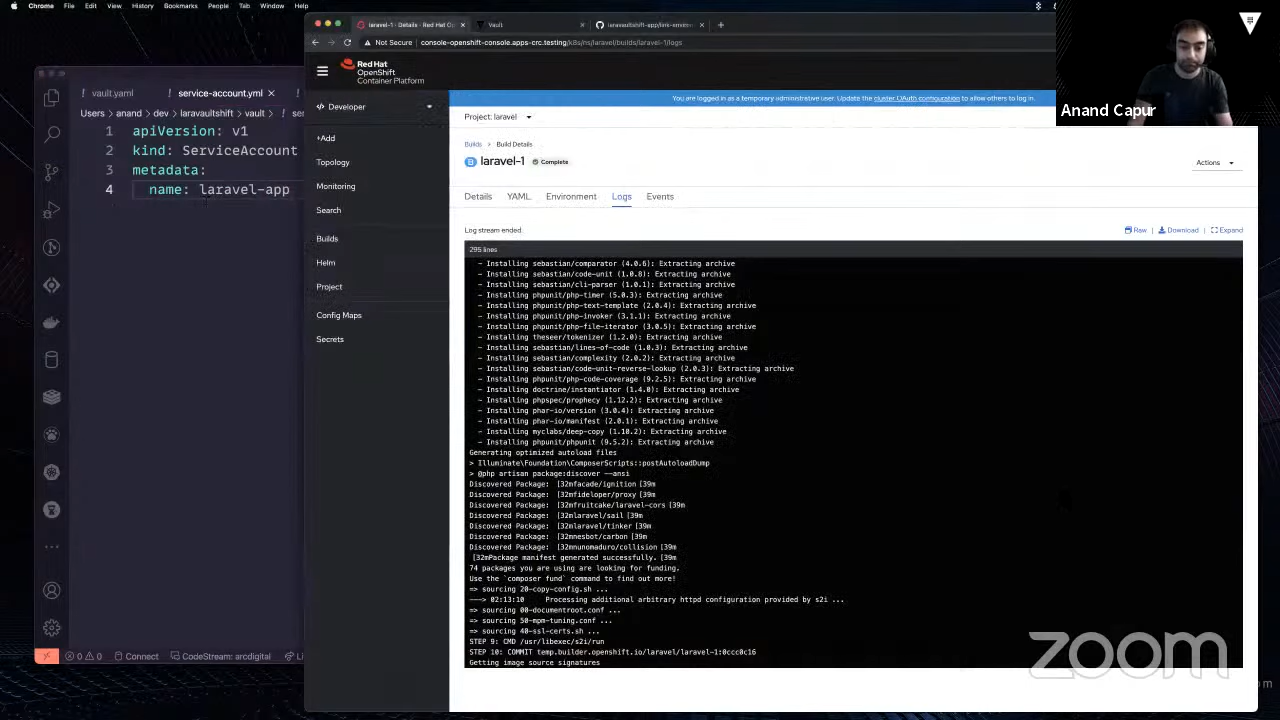 Postman File Edit View Window Help
laravel-1 · Details · Red Hat O
Vault
laravaultshift-app/link-environm
Not Secure | console-openshift-console.apps-crc.testing/k8s/ns/laravel/builds/laravel-1/logs
Anand Capur
Red Hat
OpenShift
Container Platform
vault.yaml
service-account.yml
Users > anand > dev > laravaultshift > vault > se
1 apiVersion: v1
2 kind: ServiceAccount
3 metadata:
4 name: laravel-app
Developer
+Add
Topology
Monitoring
Search
Builds
Helm
Project
Config Maps
Secrets
You are logged in as a temporary administrative user. Update the cluster OAuth configuration to allow others to log in.
Project: laravel
Builds > Build Details
B laravel-1 Complete
Actions
Details YAML Environment Logs Events
Log stream ended.
Raw | Download | Expand
295 lines
- Installing sebastian/comparator (4.0.6): Extracting archive
- Installing sebastian/code-unit (1.0.8): Extracting archive
- Installing sebastian/cli-parser (1.0.1): Extracting archive
- Installing phpunit/php-timer (5.0.3): Extracting archive
- Installing phpunit/php-text-template (2.0.4): Extracting archive
- Installing phpunit/php-invoker (3.1.1): Extracting archive
- Installing phpunit/php-file-iterator (3.0.5): Extracting archive
- Installing theseer/tokenizer (1.2.0): Extracting archive
- Installing sebastian/lines-of-code (1.0.3): Extracting archive
- Installing sebastian/complexity (2.0.2): Extracting archive
- Installing sebastian/code-unit-reverse-lookup (2.0.3): Extracting archive
- Installing phpunit/php-code-coverage (9.2.5): Extracting archive
- Installing doctrine/instantiator (1.4.0): Extracting archive
- Installing phpspec/prophecy (1.12.2): Extracting archive
- Installing phar-io/version (3.0.4): Extracting archive
- Installing phar-io/manifest (2.0.1): Extracting archive
- Installing myclabs/deep-copy (1.10.2): Extracting archive
- Installing phpunit/phpunit (9.5.2): Extracting archive
Generating optimized autoload files
> Illuminate\Foundation\ComposerScripts::postAutoloadDump
> @php artisan package:discover --ansi
Discovered Package: [32mfacade/ignition [39m
Discovered Package: [32mfideloper/proxy [39m
Discovered Package: [32mfruitcake/laravel-cors [39m
Discovered Package: [32mlaravel/sail [39m
Discovered Package: [32mlaravel/tinker [39m
Discovered Package: [32mnesbot/carbon [39m
Discovered Package: [32mnunomaduro/collision [39m
[32mPackage manifest generated successfully. [39m
74 packages you are using are looking for funding.
Use the `composer fund` command to find out more!
=> sourcing 20-copy-config.sh ...
---> 02:13:10 Processing additional arbitrary httpd configuration provided by s2i ...
=> sourcing 00-documentroot.conf ...
=> sourcing 50-mpm-tuning.conf ...
=> sourcing 40-ssl-certs.sh ...
STEP 9: CMD /usr/libexec/s2i/run
STEP 10: COMMIT temp.builder.openshift.io/laravel/laravel-1:0ccc0c16
Getting image source signatures
0 0 Connect CodeStream: arcdigital
zoom